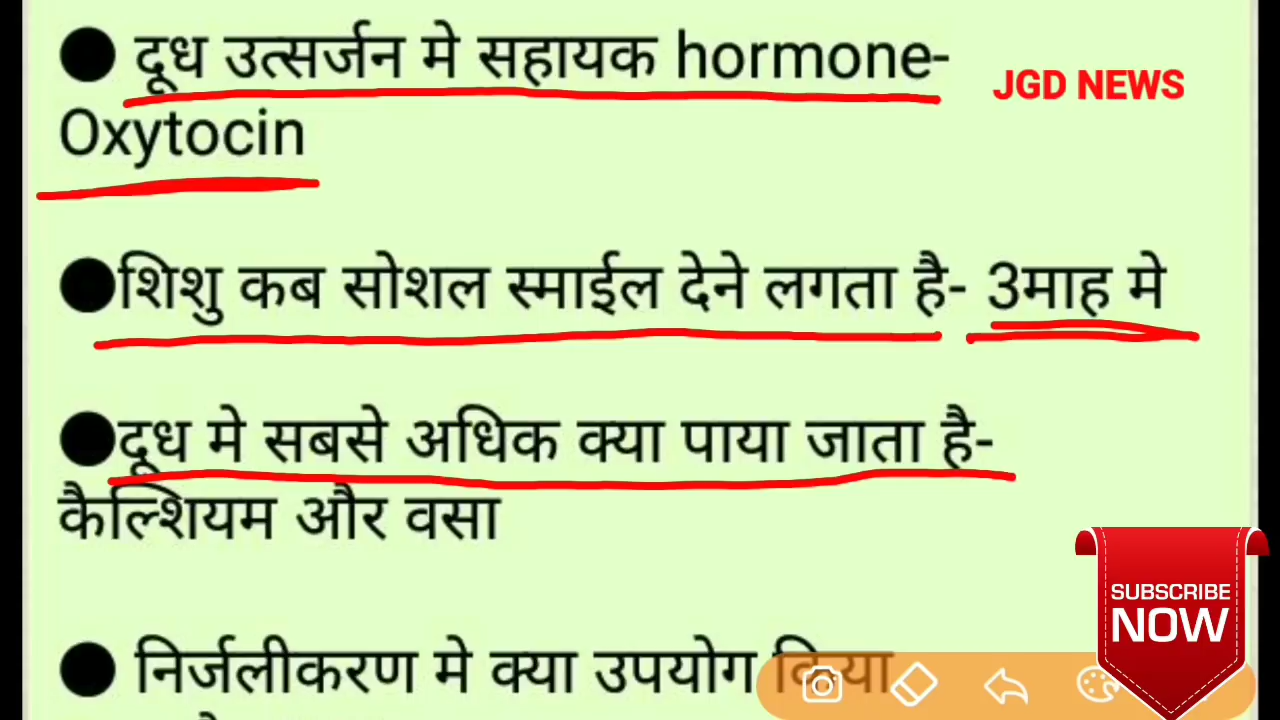 ● दूध उत्सर्जन मे सहायक hormone-
JGD NEWS
Oxytocin
●शिशु कब सोशल स्माईल देने लगता है- 3माह मे
●दूध मे सबसे अधिक क्या पाया जाता है-
कैल्शियम और वसा
● निर्जलीकरण मे क्या उपयोग किया
SUBSCRIBE
NOW